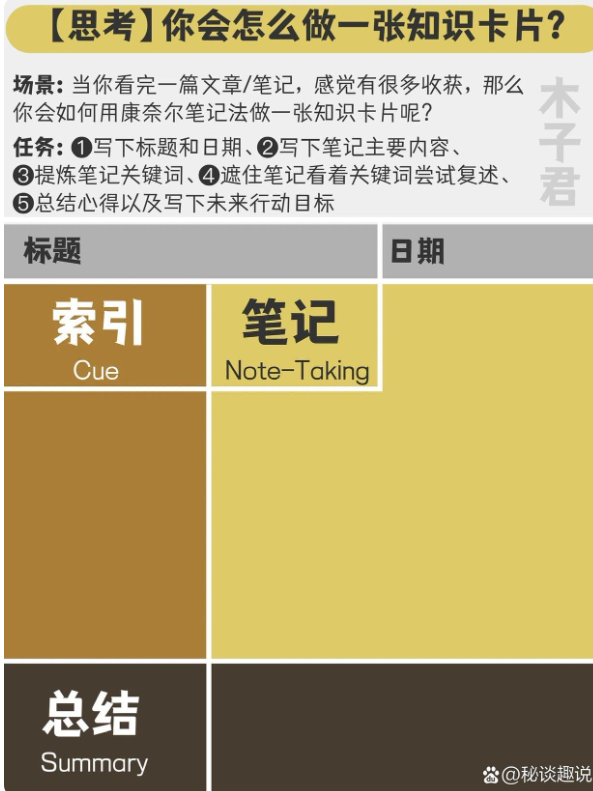 【思考】你会怎么做一张知识卡片？
场景：当你看完一篇文章/笔记，感觉有很多收获，那么
你会如何用康奈尔笔记法做一张知识卡片呢？
任务：❶写下标题和日期、❷写下笔记主要内容、
❸提炼笔记关键词、❹遮住笔记看着关键词尝试复述、
❺总结心得以及写下未来行动目标
木子君
标题
日期
索引
Cue
笔记
Note-Taking
总结
Summary
@秘谈趣说